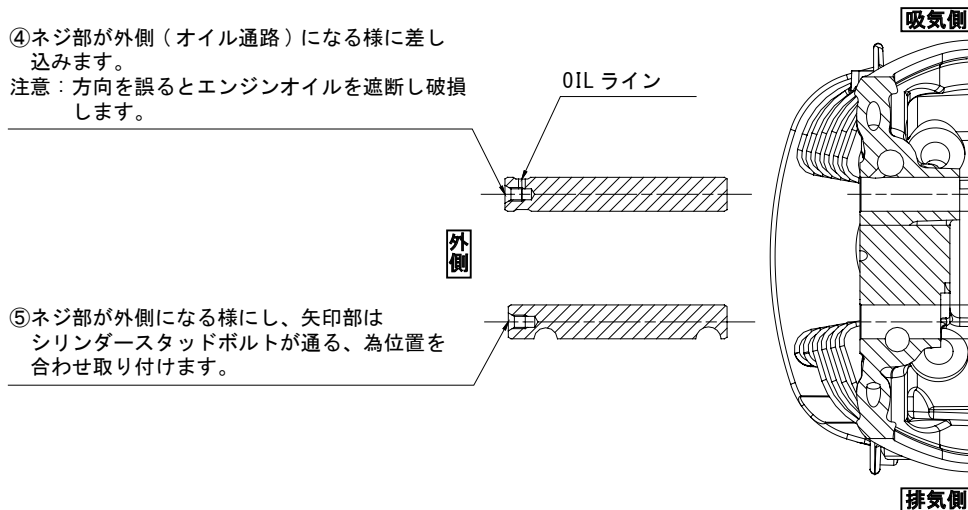 吸気側
④ネジ部が外側（オイル通路）になる様に差し
込みます。
注意：方向を誤るとエンジンオイルを遮断し破損
します。
OIL ライン
外側
⑤ネジ部が外側になる様にし、矢印部は
シリンダースタッドボルトが通る、為位置を
合わせ取り付けます。
排気側